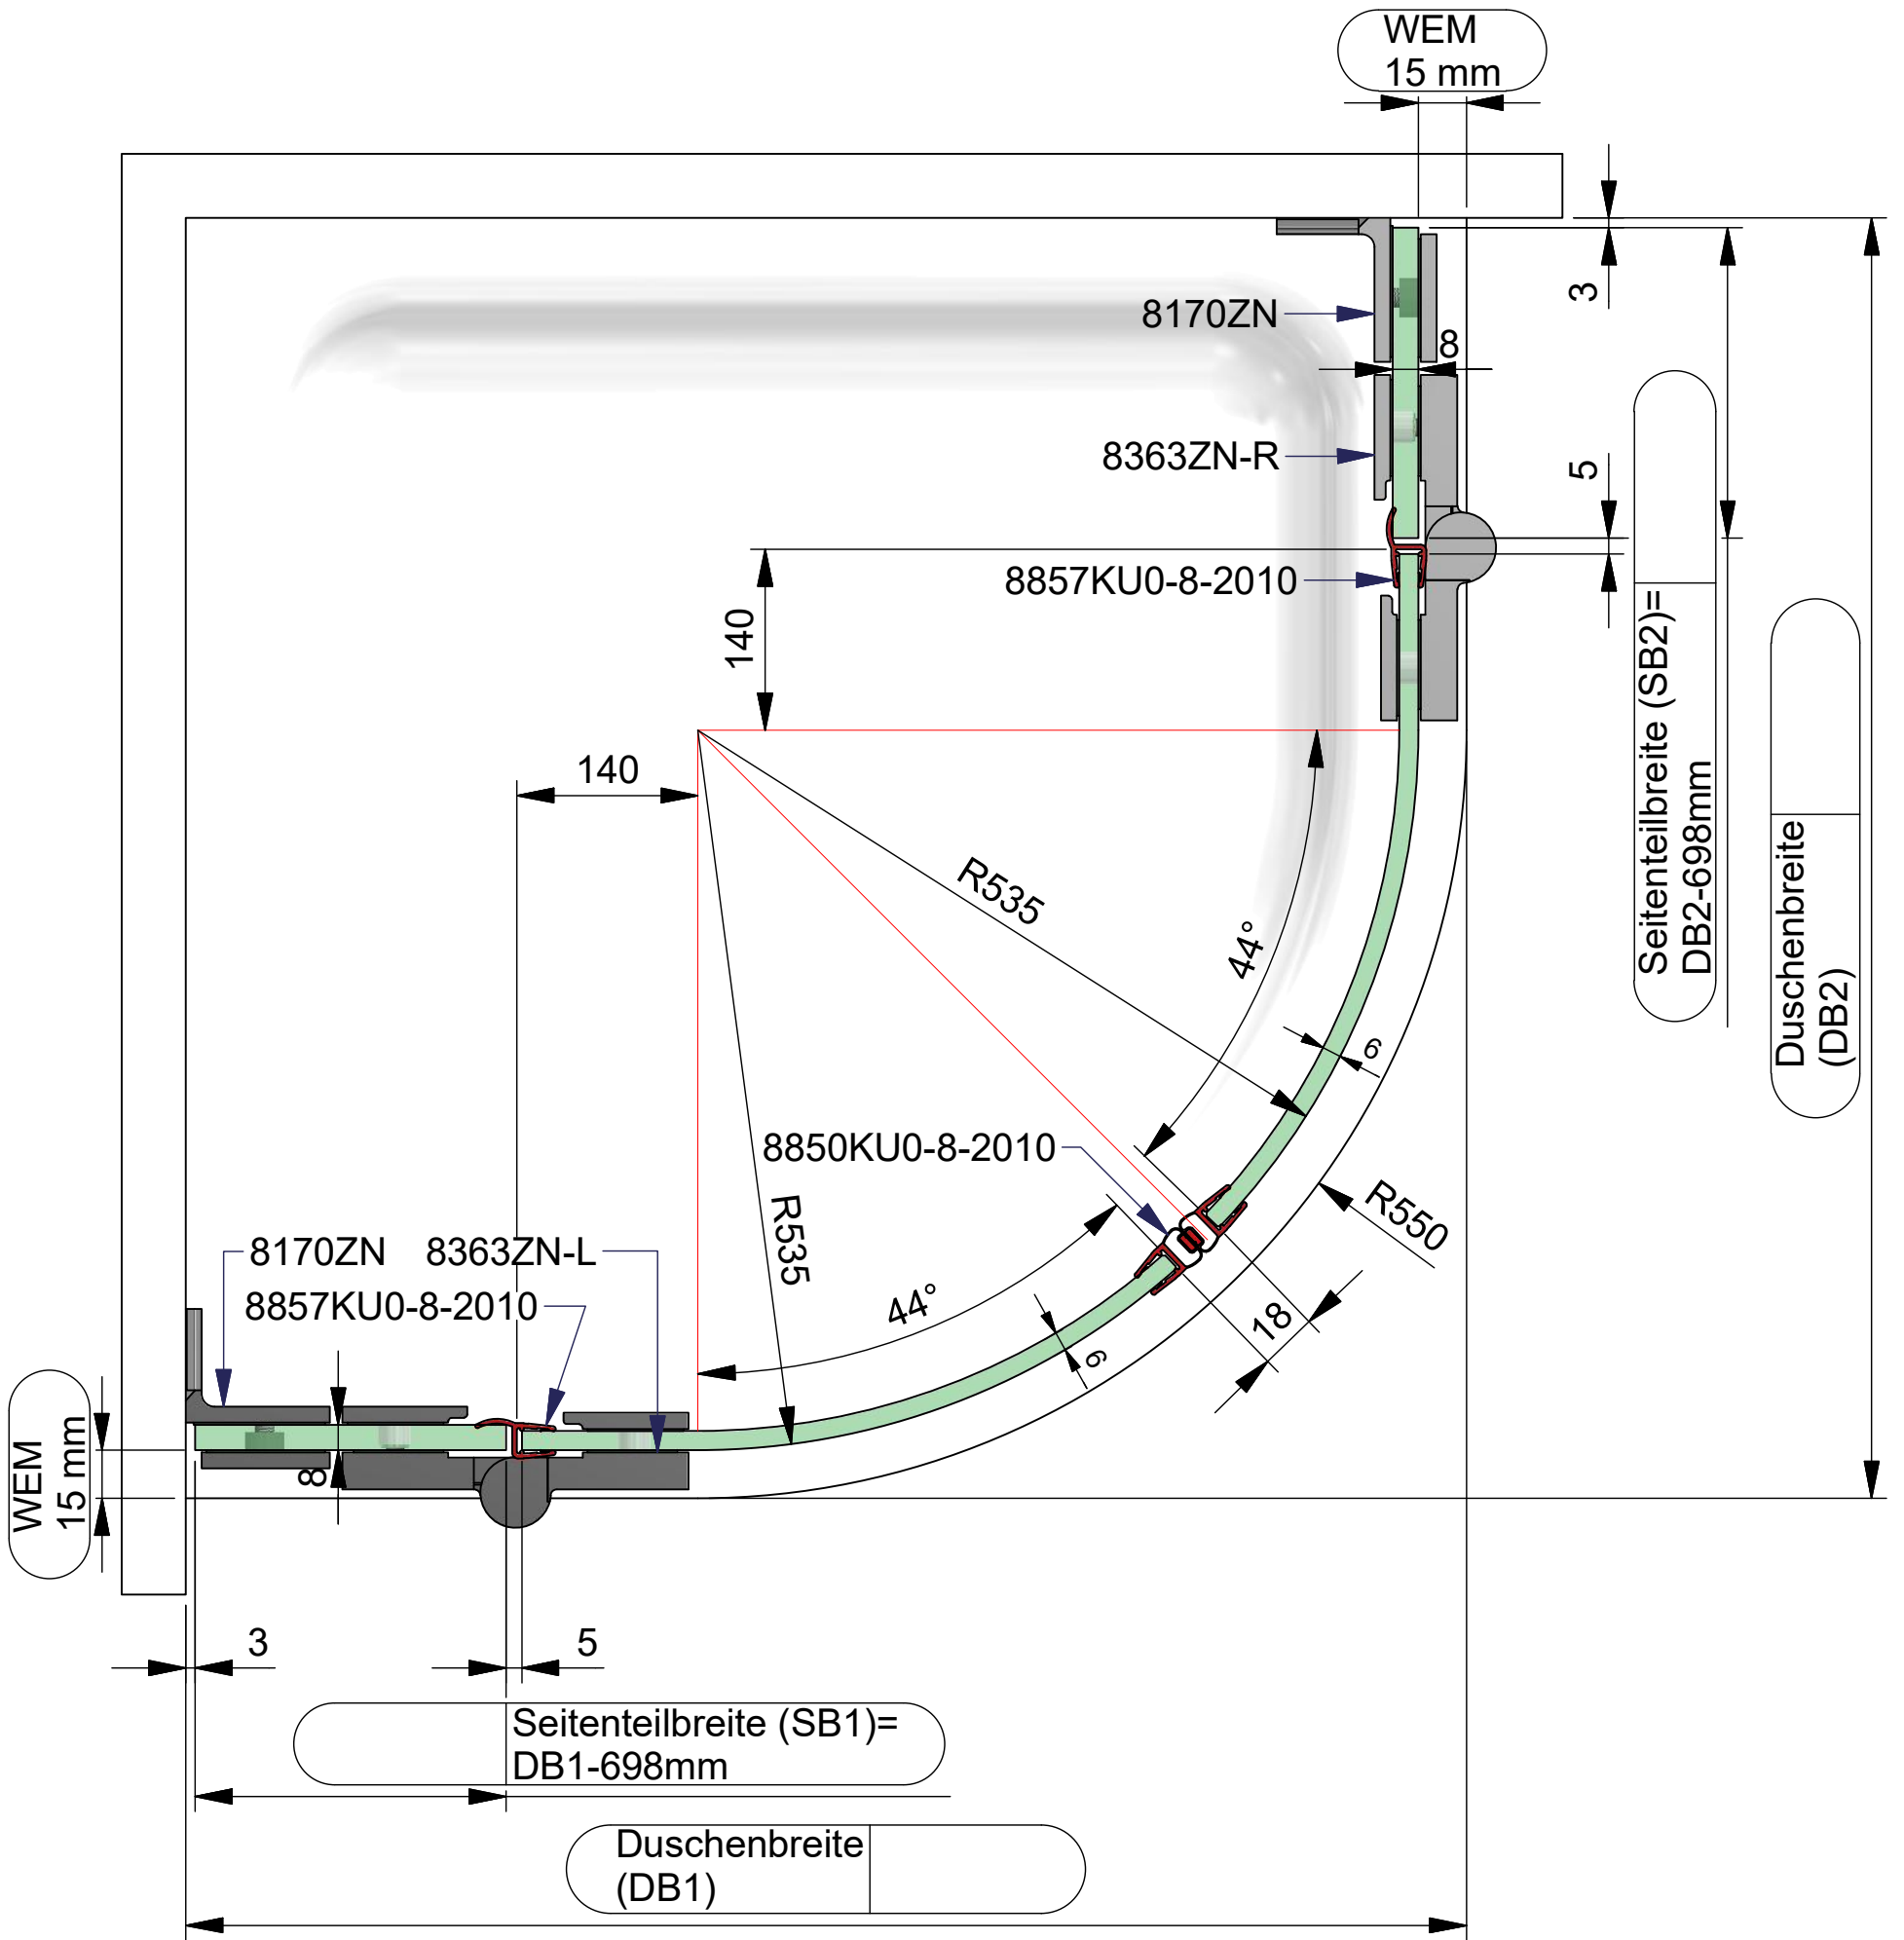 WEM
15 mm
3
8170ZN
8
8363ZN-R
5
8857KU0-8-2010
140
140
Seitenteilbreite (SB2)=
DB2-698mm
Duschenbreite
(DB2)
R535
44°
6
8850KU0-8-2010
R535
R550
44°
18
6
8170ZN
8363ZN-L
8857KU0-8-2010
WEM
15 mm
8
3
5
Seitenteilbreite (SB1)=
DB1-698mm
Duschenbreite
(DB1)